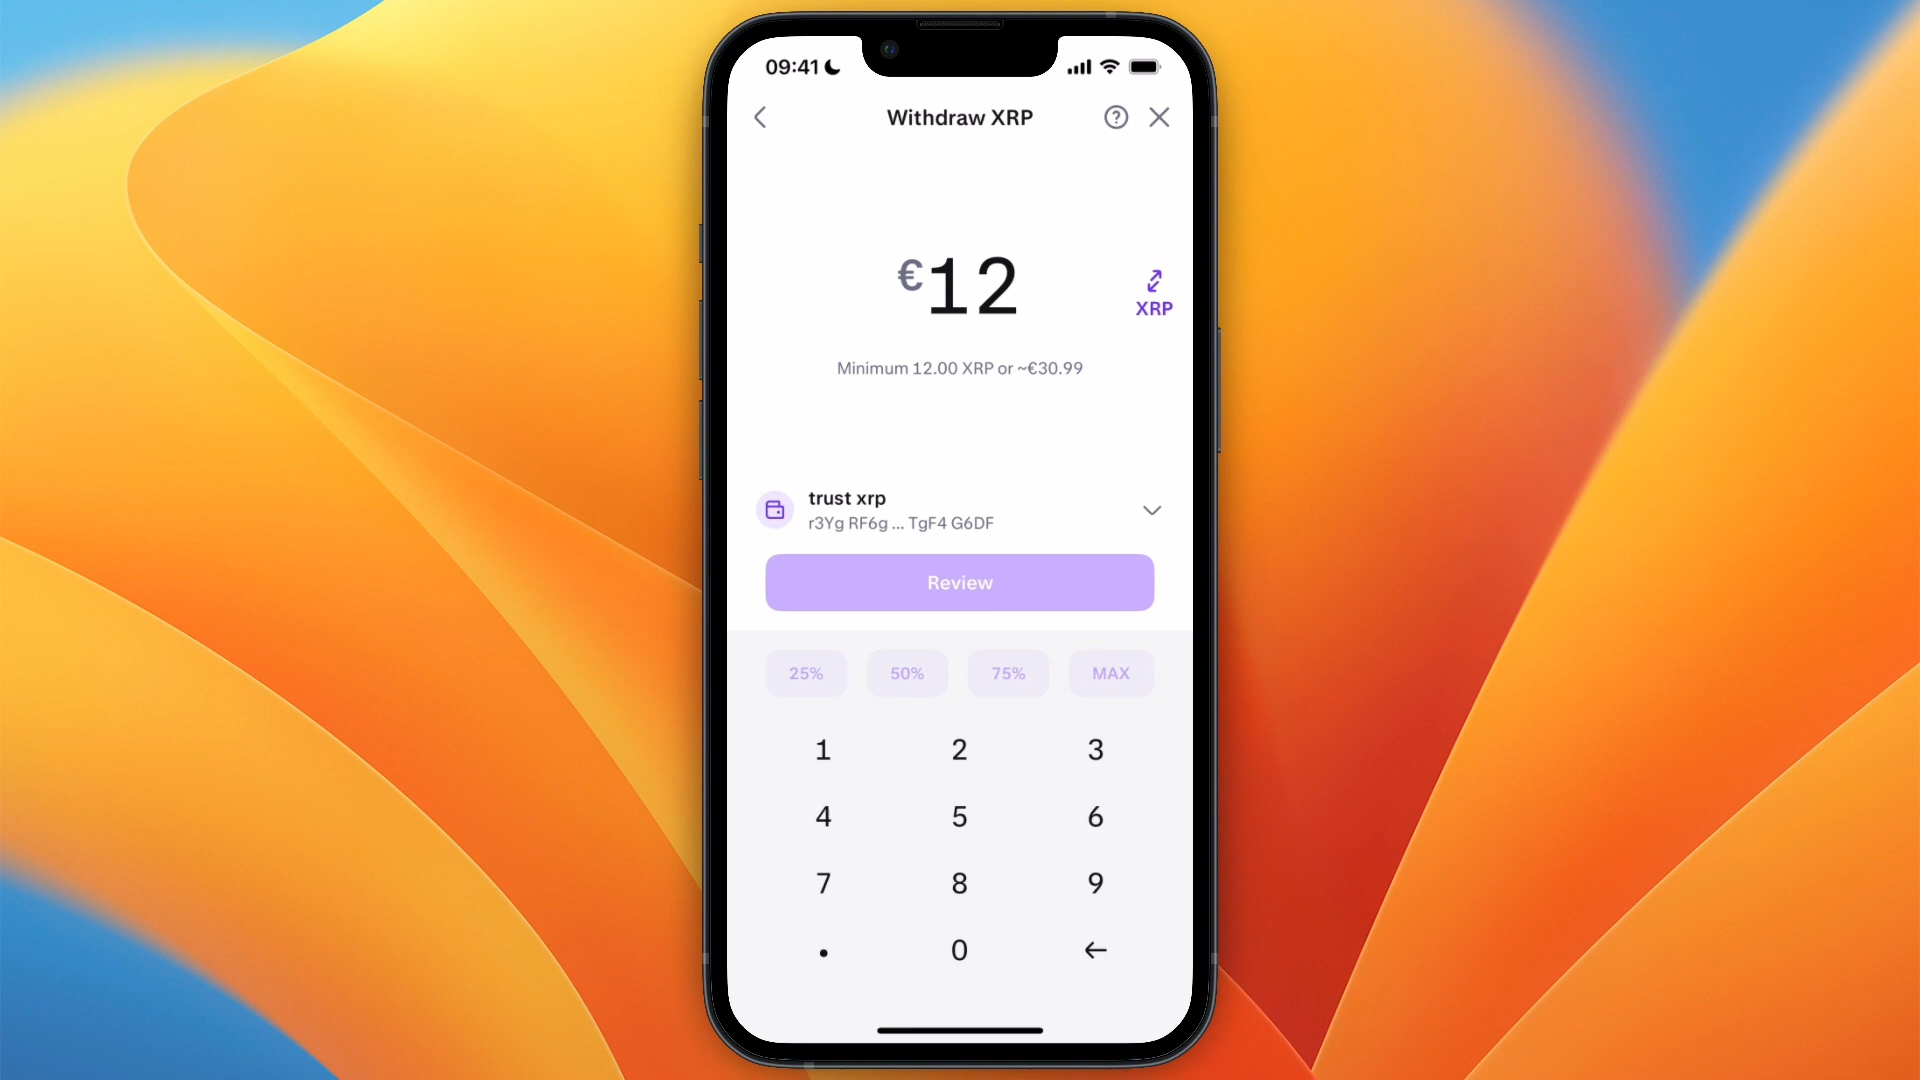 09:41
Withdraw XRP
€12
XRP
Minimum 12.00 XRP or ~€30.99
trust xrp
r3Yg RF6g ... TgF4 G6DF
Review
25% 50% 75% MAX
1 2 3
4 5 6
7 8 9
. 0